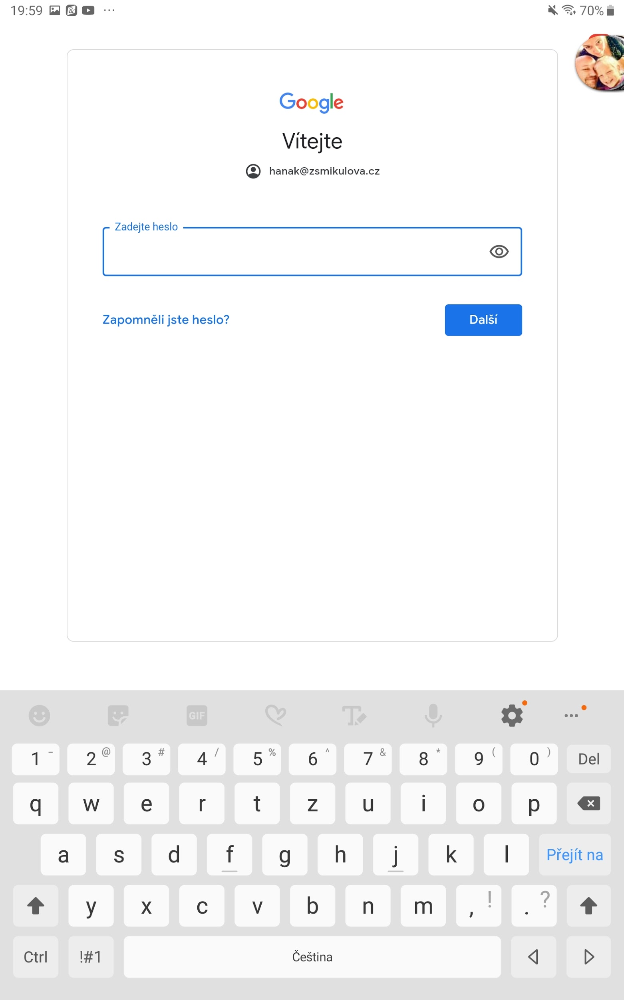 19:59 & ... 70%
Google
Vítejte
hanak@zsmikulova.cz
Zadejte heslo
Zapomněli jste heslo?
Další
GIF T ...
1 - 2 @ 3 # 4 / 5 % 6 ^ 7 & 8 * 9 ( 0 ) Del
q w e r t z u i o p
a s d f g h j k l Přejít na
y x c v b n m , ! . ?
Ctrl !#1 Čeština